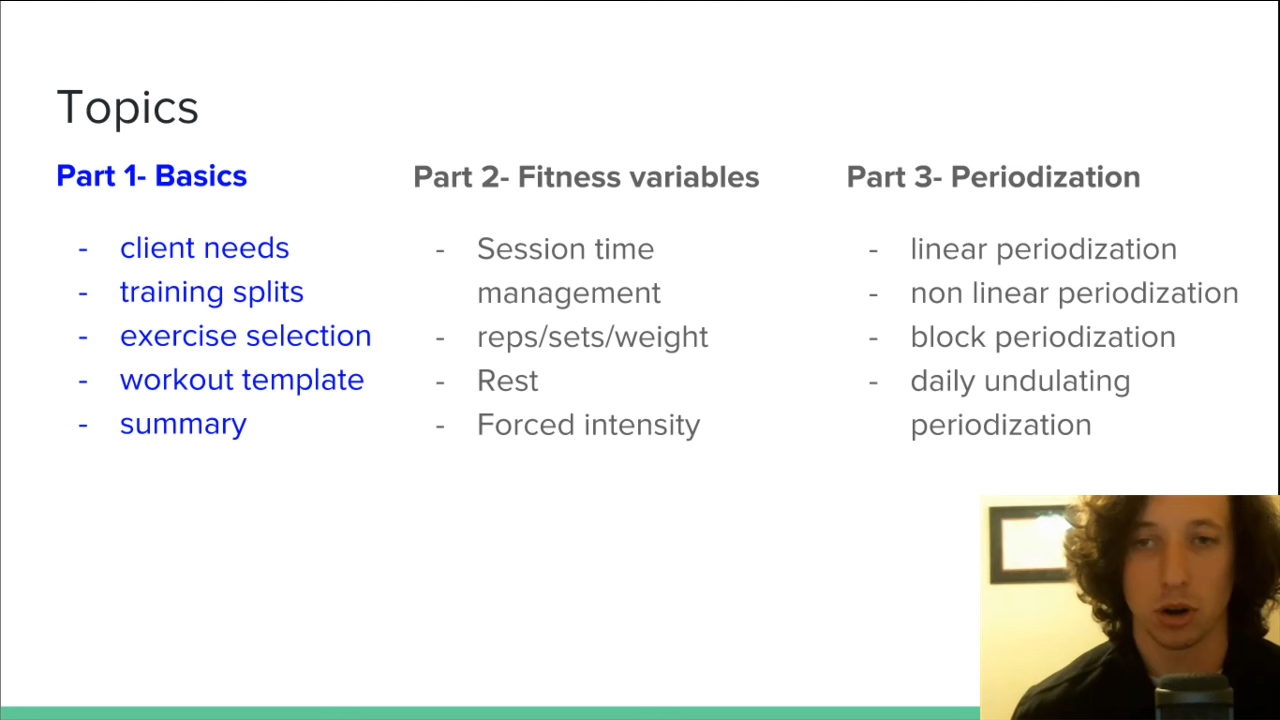 Topics
Part 1- Basics
- client needs
- training splits
- exercise selection
- workout template
- summary
Part 2- Fitness variables
- Session time
management
- reps/sets/weight
- Rest
- Forced intensity
Part 3- Periodization
- linear periodization
- non linear periodization
- block periodization
- daily undulating
periodization